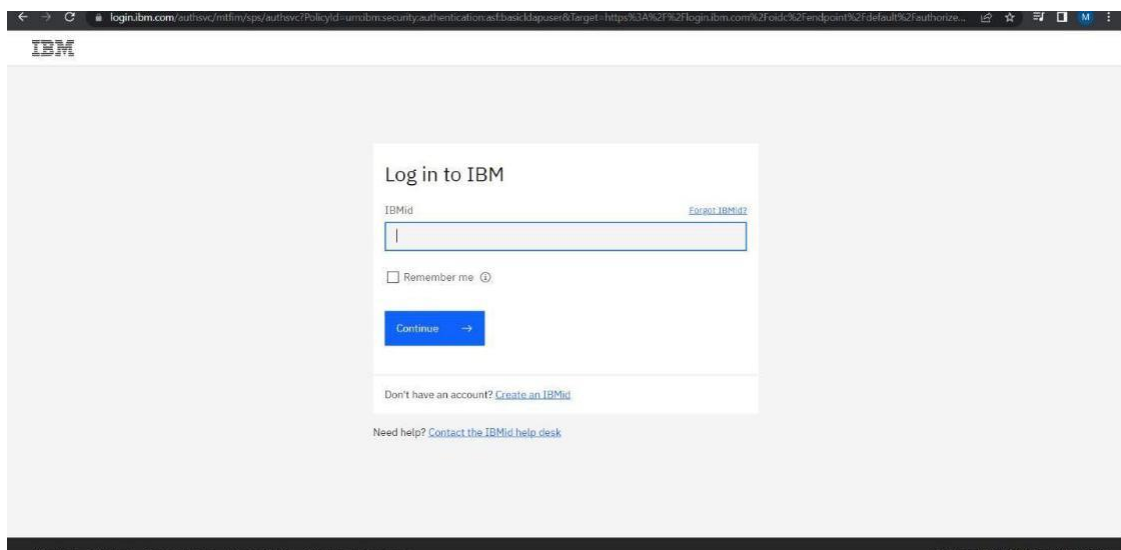 login.ibm.com/authsvc/mtfim/sps/authsvc?PolicyId=urn:ibm:security:authentication:asf:basicldapuser&Target=https%3A%2F%2Flogin.ibm.com%2Foidc%2Fendpoint%2Fdefault%2Fauthorize... M
IBM
Log in to IBM
IBMid Forgot IBMid?
Remember me
Continue →
Don't have an account? Create an IBMid
Need help? Contact the IBMid help desk